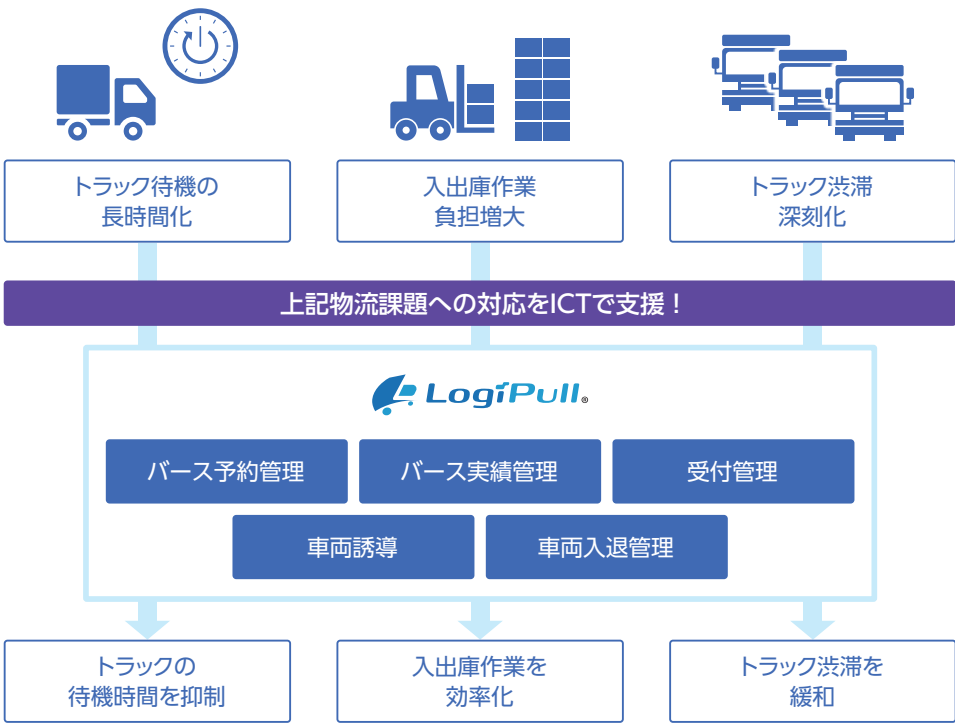 トラック待機の
長時間化
入出庫作業
負担増大
トラック渋滞
深刻化
上記物流課題への対応をICTで支援！
LogiPull®
バース予約管理
バース実績管理
受付管理
車両誘導
車両入退管理
トラックの
待機時間を抑制
入出庫作業を
効率化
トラック渋滞を
緩和